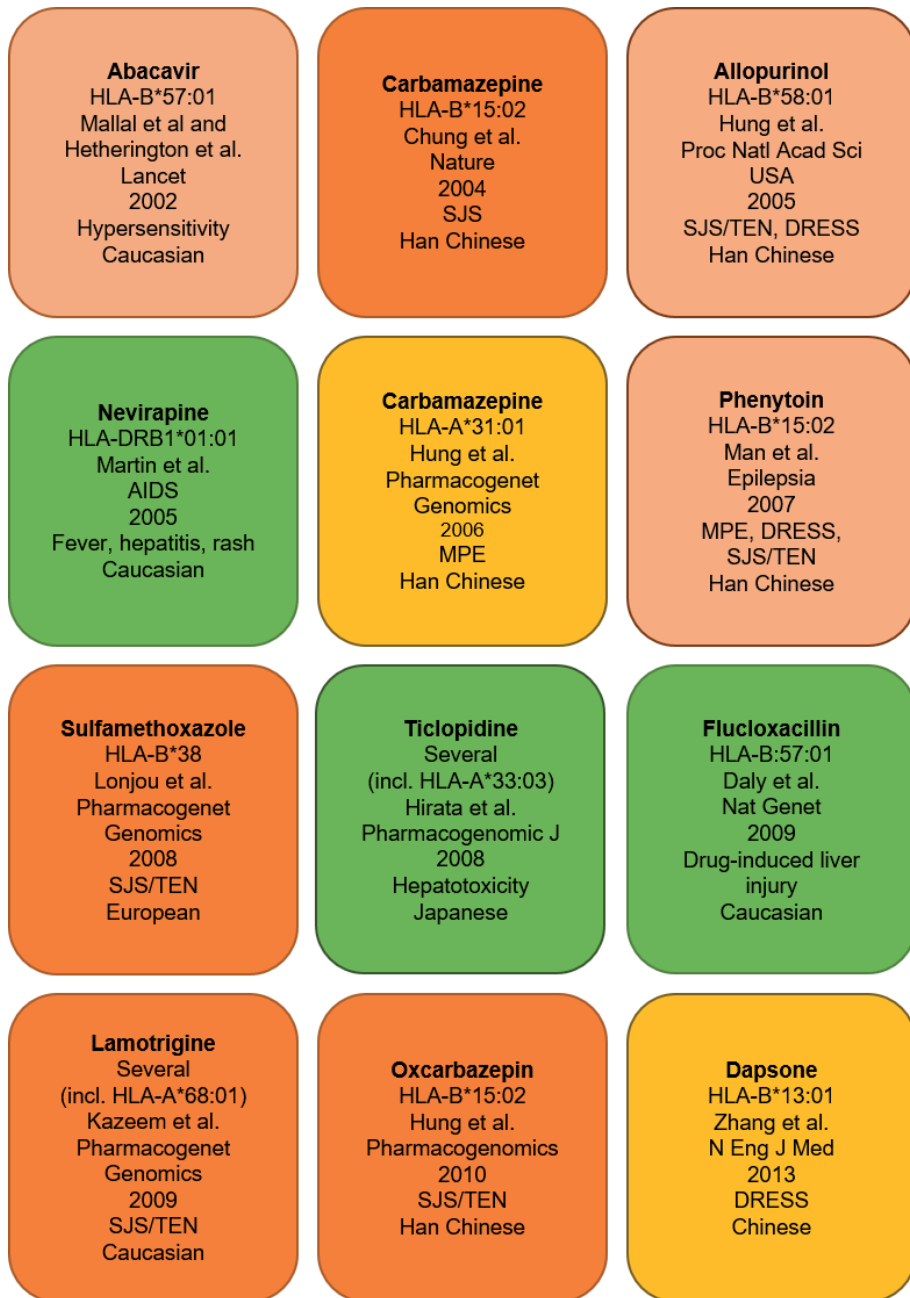 Abacavir
HLA-B*57:01
Mallal et al and
Hetherington et al.
Lancet
2002
Hypersensitivity
Caucasian
Carbamazepine
HLA-B*15:02
Chung et al.
Nature
2004
SJS
Han Chinese
Allopurinol
HLA-B*58:01
Hung et al.
Proc Natl Acad Sci
USA
2005
SJS/TEN, DRESS
Han Chinese
Nevirapine
HLA-DRB1*01:01
Martin et al.
AIDS
2005
Fever, hepatitis, rash
Caucasian
Carbamazepine
HLA-A*31:01
Hung et al.
Pharmacogenet
Genomics
2006
MPE
Han Chinese
Phenytoin
HLA-B*15:02
Man et al.
Epilepsia
2007
MPE, DRESS,
SJS/TEN
Han Chinese
Sulfamethoxazole
HLA-B*38
Lonjou et al.
Pharmacogenet
Genomics
2008
SJS/TEN
European
Ticlopidine
Several
(incl. HLA-A*33:03)
Hirata et al.
Pharmacogenomic J
2008
Hepatotoxicity
Japanese
Flucloxacillin
HLA-B:57:01
Daly et al.
Nat Genet
2009
Drug-induced liver
injury
Caucasian
Lamotrigine
Several
(incl. HLA-A*68:01)
Kazeem et al.
Pharmacogenet
Genomics
2009
SJS/TEN
Caucasian
Oxcarbazepin
HLA-B*15:02
Hung et al.
Pharmacogenomics
2010
SJS/TEN
Han Chinese
Dapsone
HLA-B*13:01
Zhang et al.
N Eng J Med
2013
DRESS
Chinese